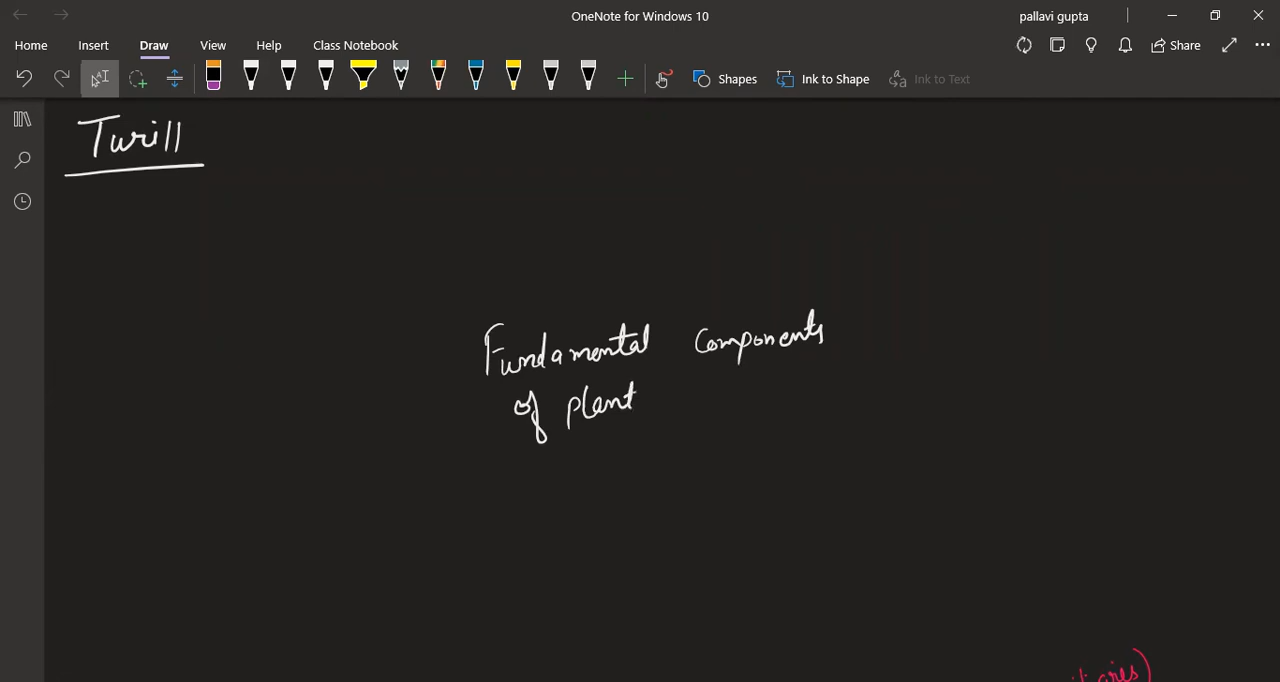 OneNote for Windows 10
pallavi gupta
Home Insert Draw View Help Class Notebook
Share
Shapes Ink to Shape Ink to Text
Turill
Fundamental Components
of plant